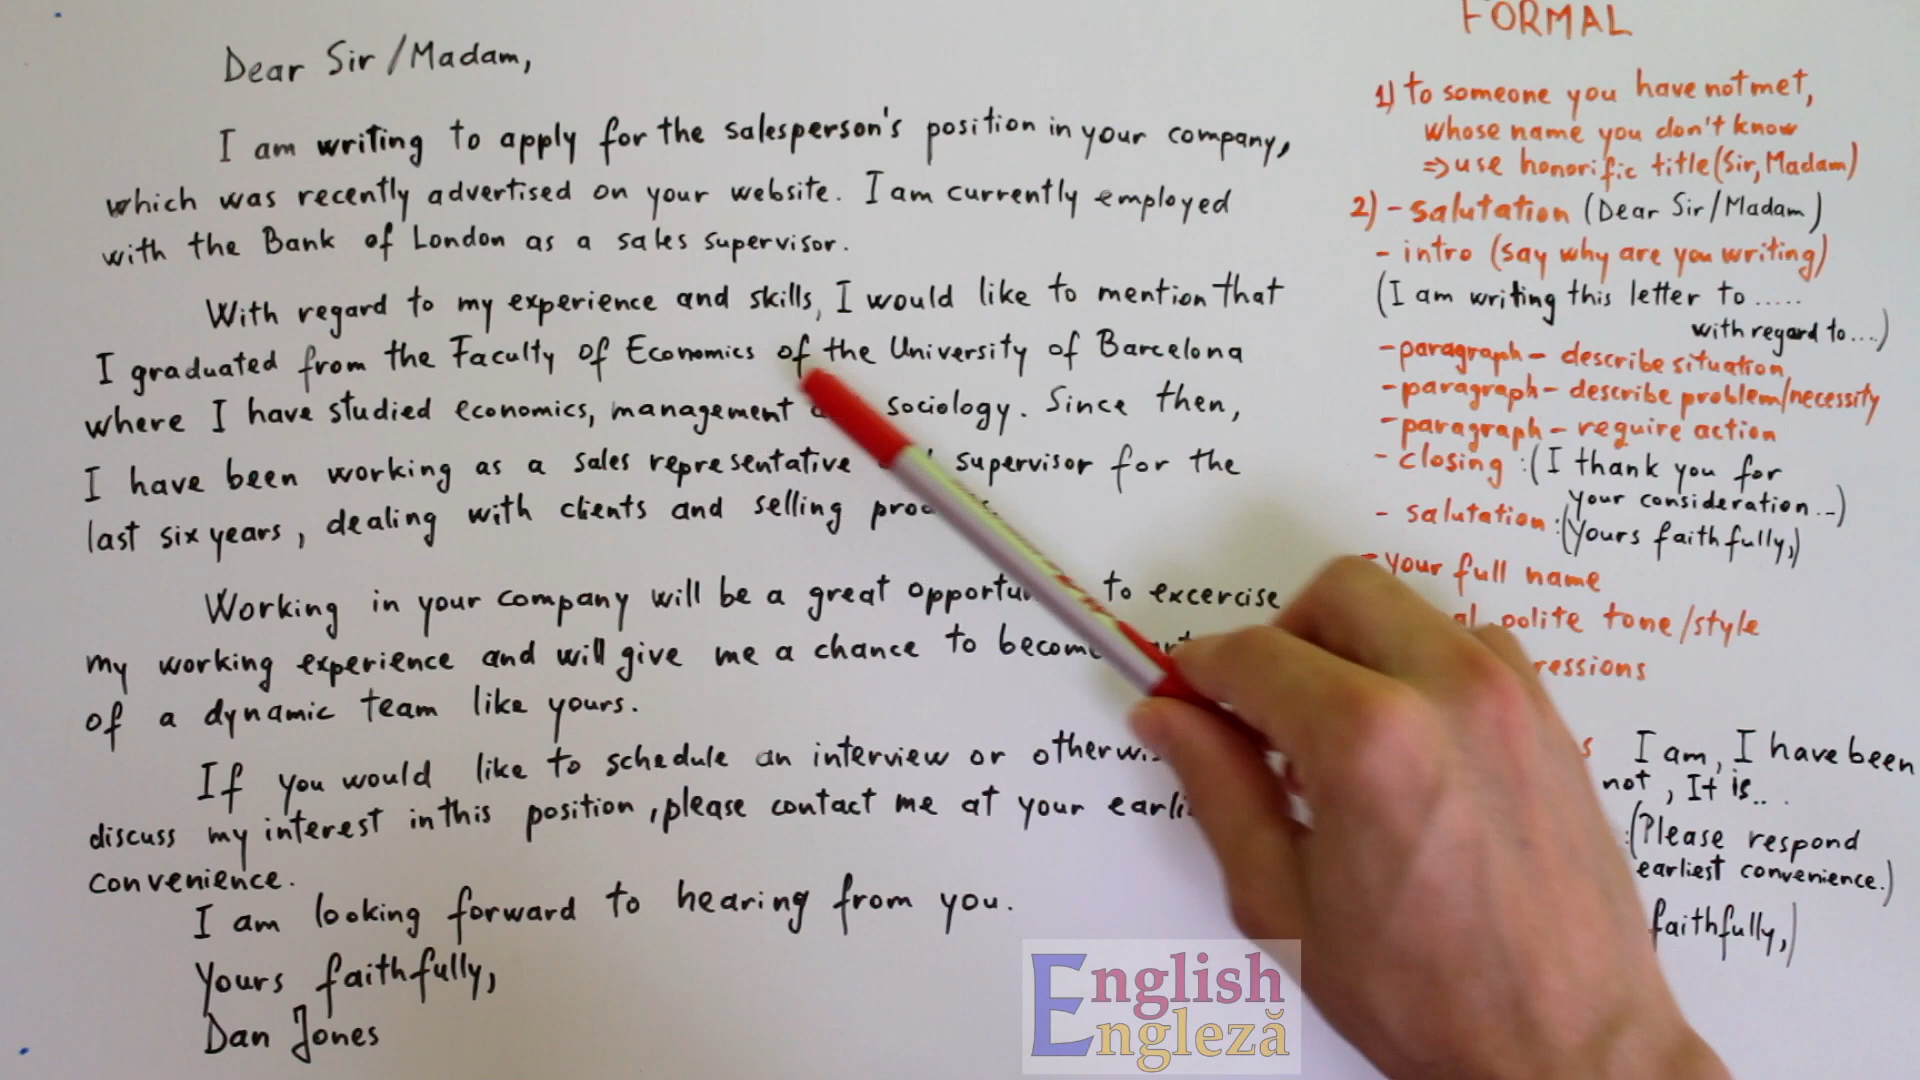 Dear Sir/Madam,
I am writing to apply for the salesperson's position in your company,
which was recently advertised on your website. I am currently employed
with the Bank of London as a sales supervisor.
With regard to my experience and skills, I would like to mention that
I graduated from the Faculty of Economics of the University of Barcelona
where I have studied economics, management sociology. Since then,
I have been working as a sales representative supervisor for the
last six years, dealing with clients and selling
Working in your company will be a great to excercise
my working experience and will give me a chance to
of a dynamic team like yours.
If you would like to schedule an interview or
discuss my interest in this position, please contact me at your
convenience.
I am looking forward to hearing from you.
Yours faithfully,
Dan Jones
FORMAL
1) to someone you have not met,
whose name you don't know
=> use honorific title (Sir, Madam)
2) - salutation (Dear Sir/Madam)
- intro (say why are you writing)
(I am writing this letter to .....
with regard to ....)
- paragraph - describe situation
- paragraph - describe problem/necessity
- paragraph - require action
- closing : (I thank you for
your consideration ..)
- salutation : (Yours faithfully,)
- your full name
polite tone/style
I am, I have been
not, It is...
(Please respond
earliest convenience.)
faithfully,)
English
Engleză